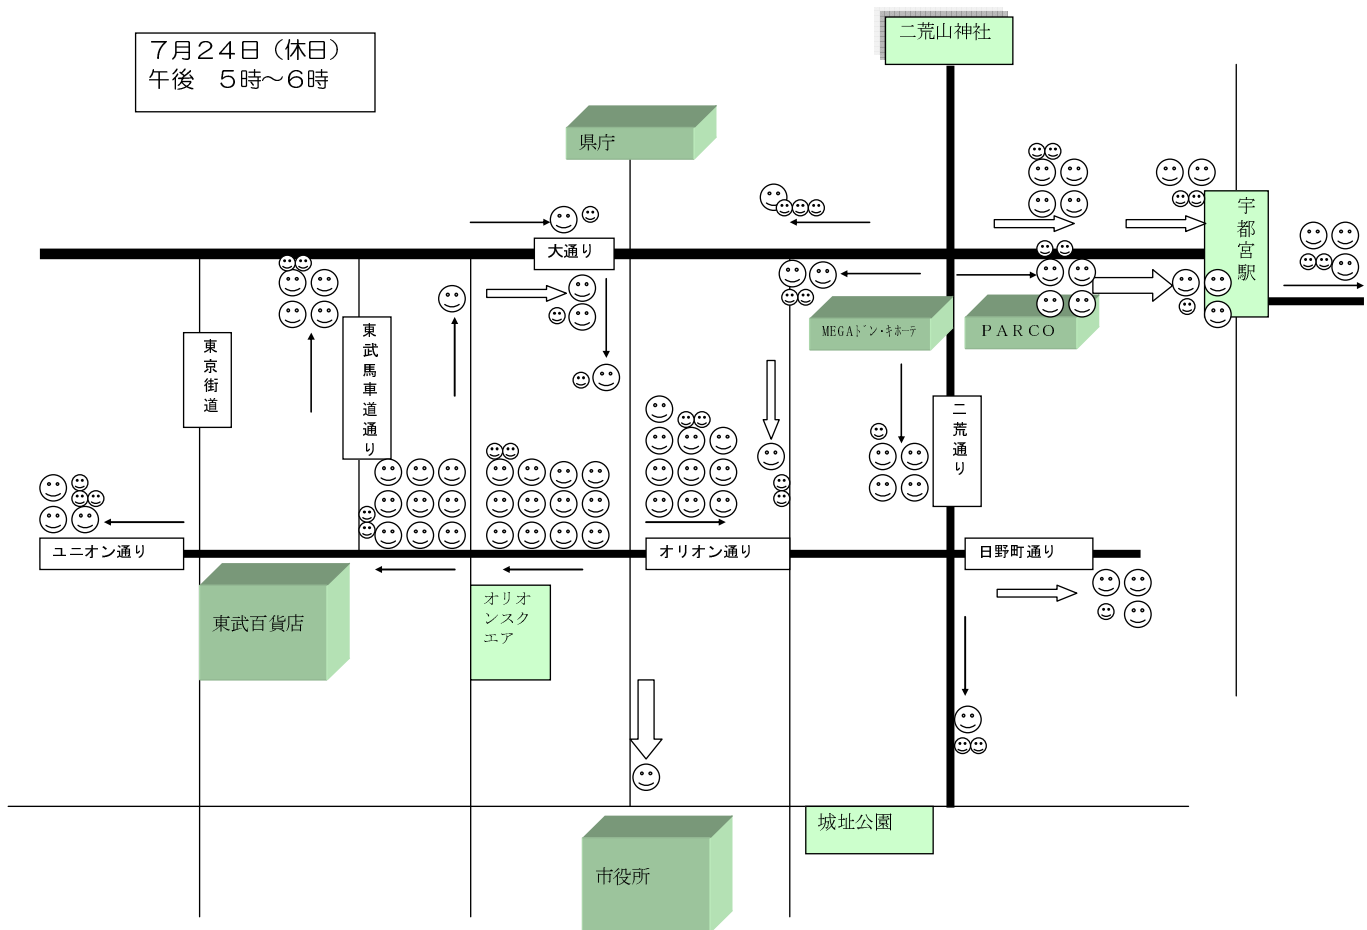 ７月２４日（休日）
午後　５時～６時
二荒山神社
県庁
宇都宮駅
大通り
東京街道
東武馬車道通り
MEGAﾄﾞﾝ・ｷﾎｰﾃ
ＰＡＲＣＯ
二荒通り
ユニオン通り
オリオン通り
日野町通り
東武百貨店
オリオ
ンスク
エア
城址公園
市役所